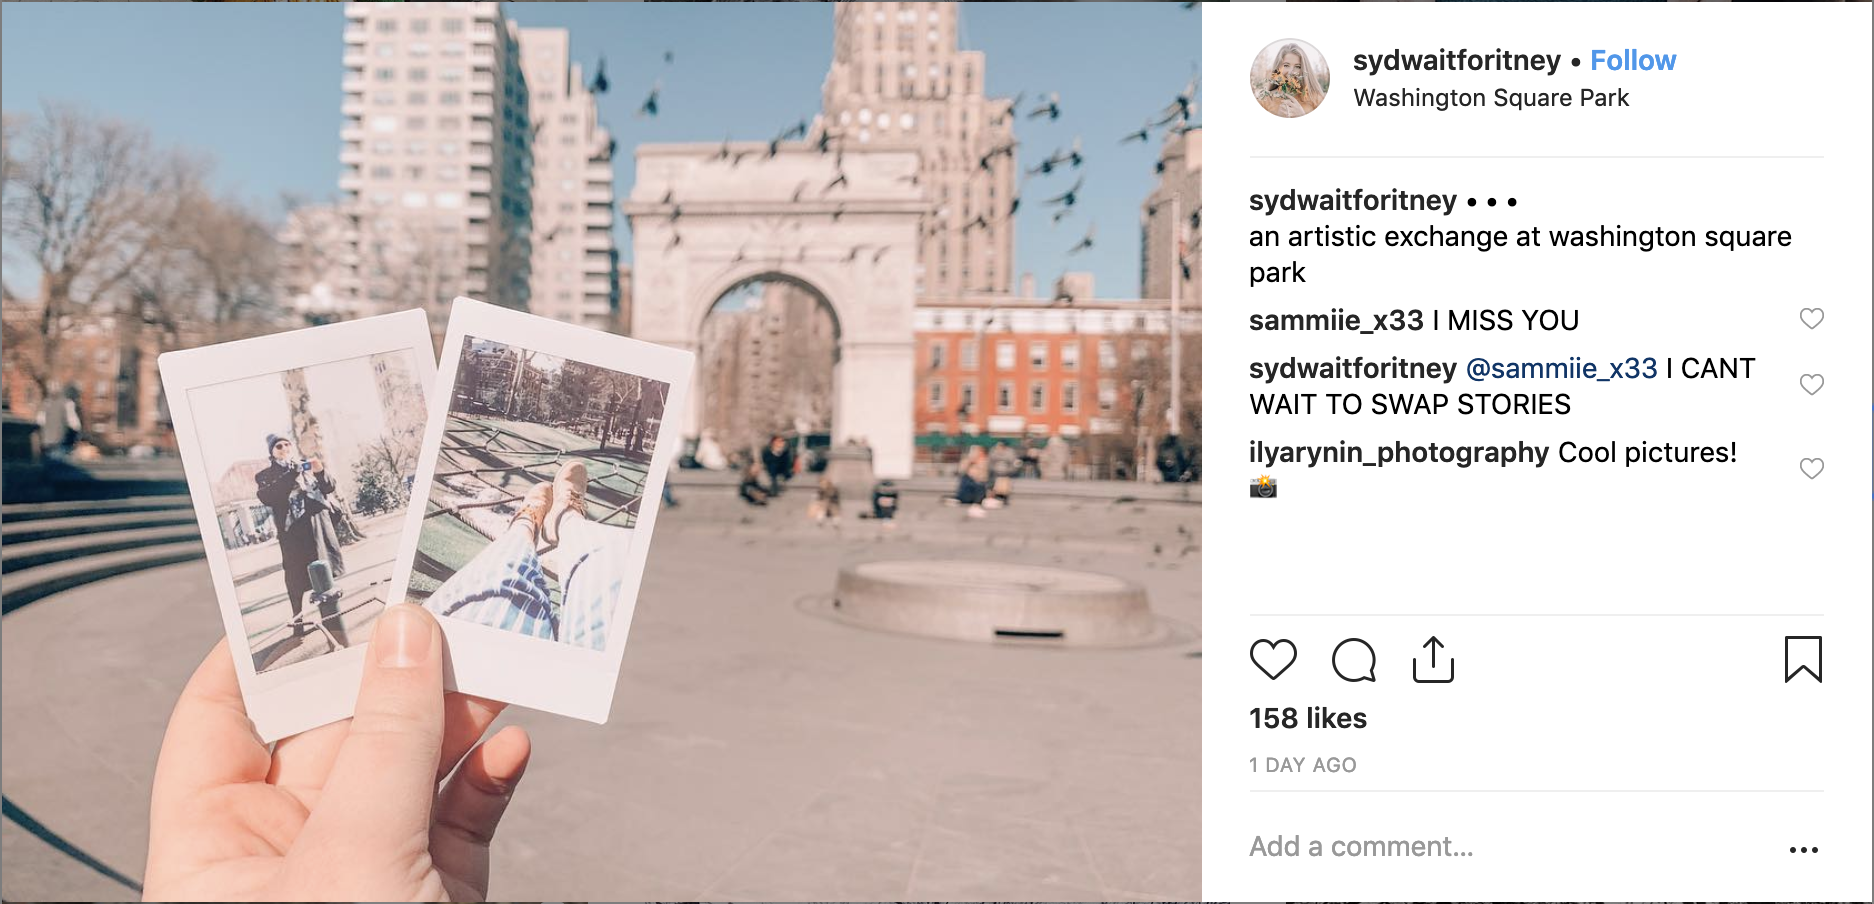 sydwaitforitney • Follow
Washington Square Park
sydwaitforitney • • •
an artistic exchange at washington square
park
sammiie_x33 I MISS YOU
sydwaitforitney @sammiie_x33 I CANT
WAIT TO SWAP STORIES
ilyarynin_photography Cool pictures!
📸
158 likes
1 DAY AGO
Add a comment...